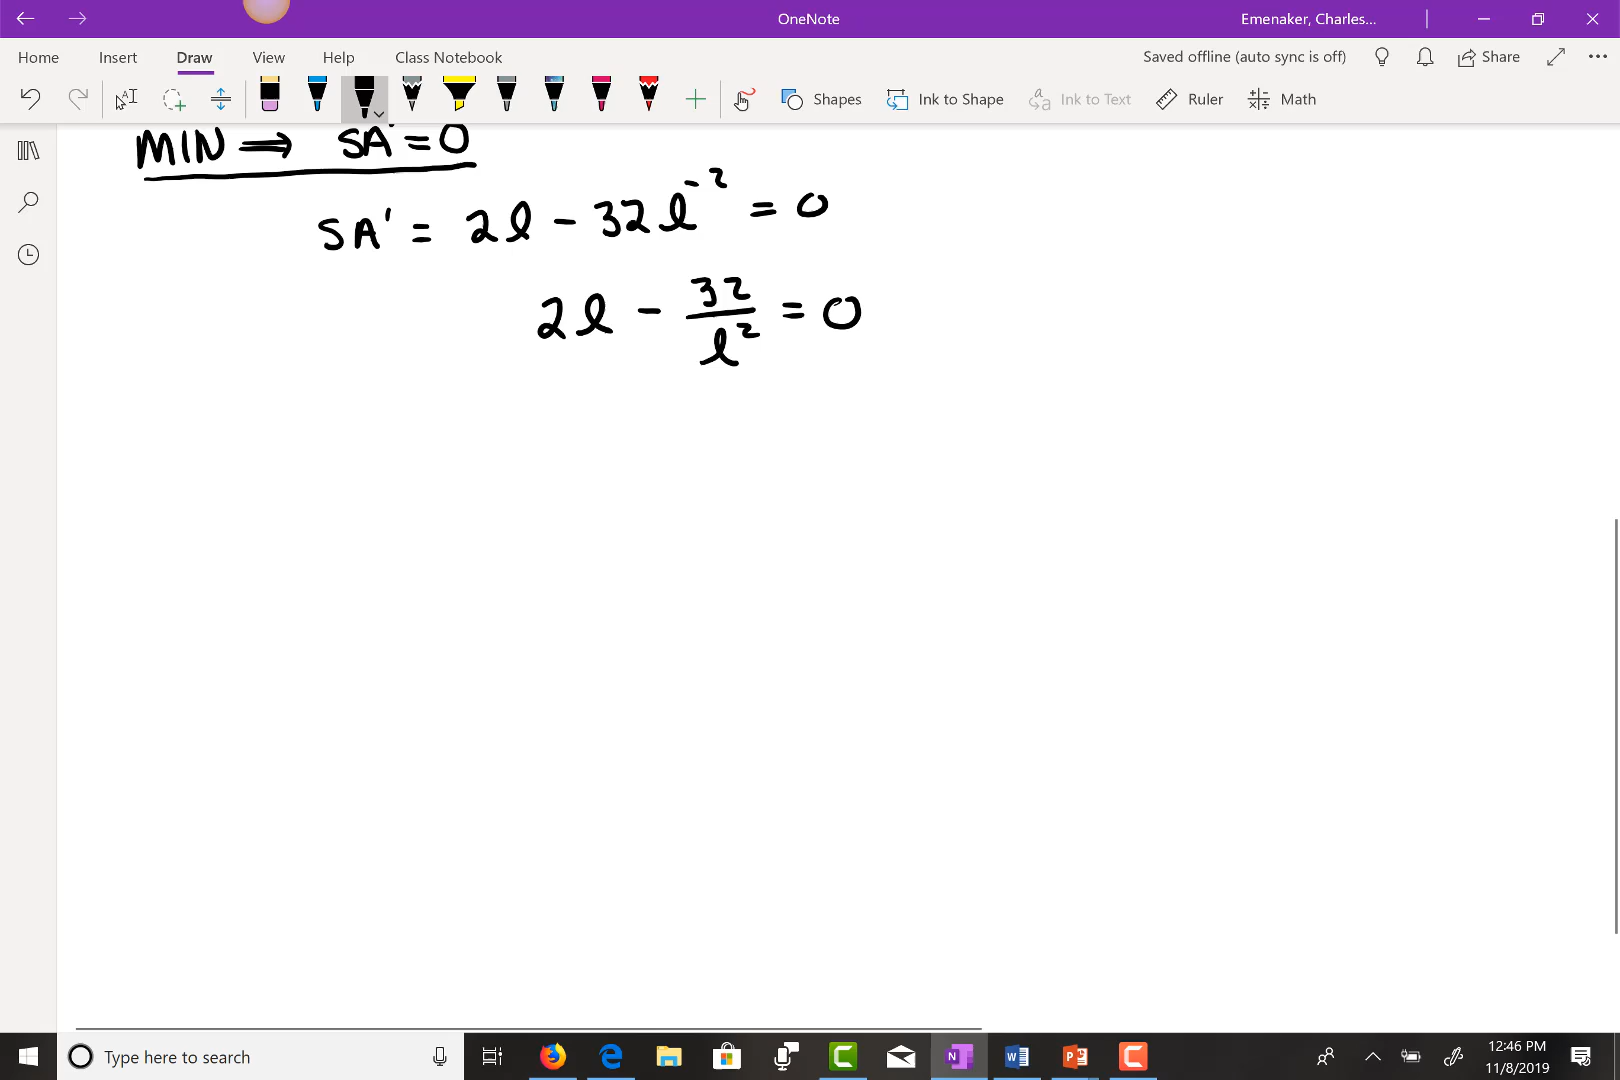 OneNote
Emenaker, Charles...
Home Insert Draw View Help Class Notebook
Saved offline (auto sync is off) Share
Shapes Ink to Shape Ink to Text Ruler Math
MIN ⟹ SA' = 0
SA' = 2l - 32l⁻² = 0
2l - 32/l² = 0
Type here to search
12:46 PM
11/8/2019